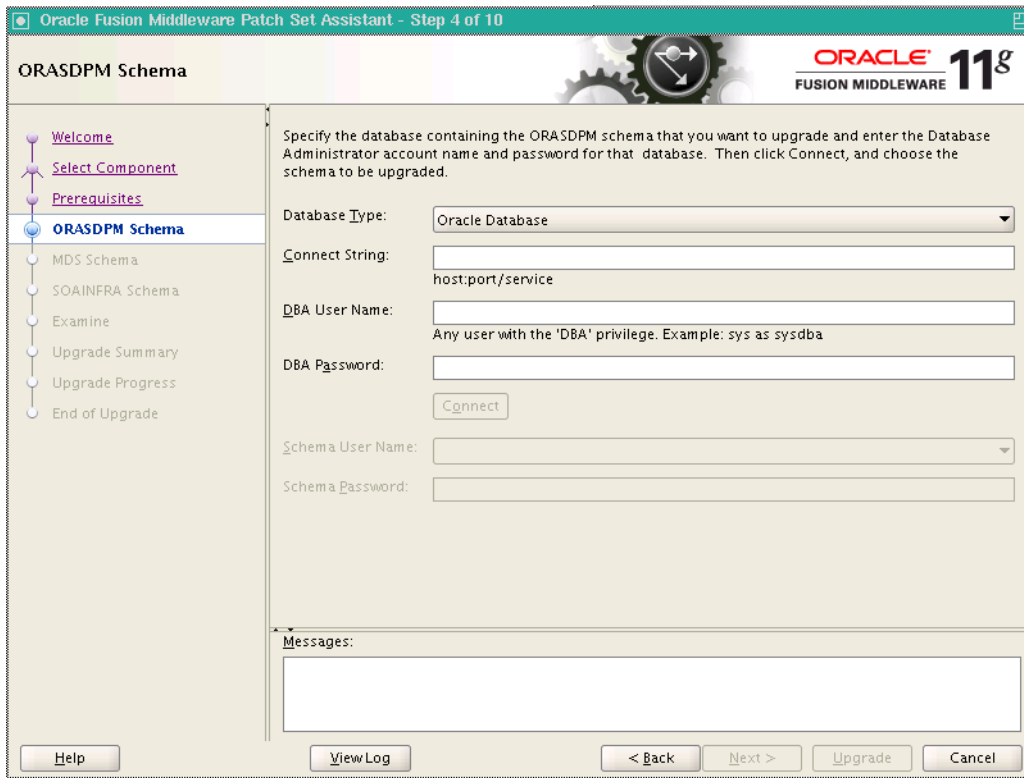 Oracle Fusion Middleware Patch Set Assistant - Step 4 of 10
ORASDPM Schema
ORACLE®
FUSION MIDDLEWARE 11g
Welcome
Select Component
Prerequisites
ORASDPM Schema
MDS Schema
SOAINFRA Schema
Examine
Upgrade Summary
Upgrade Progress
End of Upgrade
Specify the database containing the ORASDPM schema that you want to upgrade and enter the Database
Administrator account name and password for that database. Then click Connect, and choose the
schema to be upgraded.
Database Type: Oracle Database
Connect String:
host:port/service
DBA User Name:
Any user with the 'DBA' privilege. Example: sys as sysdba
DBA Password:
Connect
Schema User Name:
Schema Password:
Messages:
Help View Log < Back Next > Upgrade Cancel